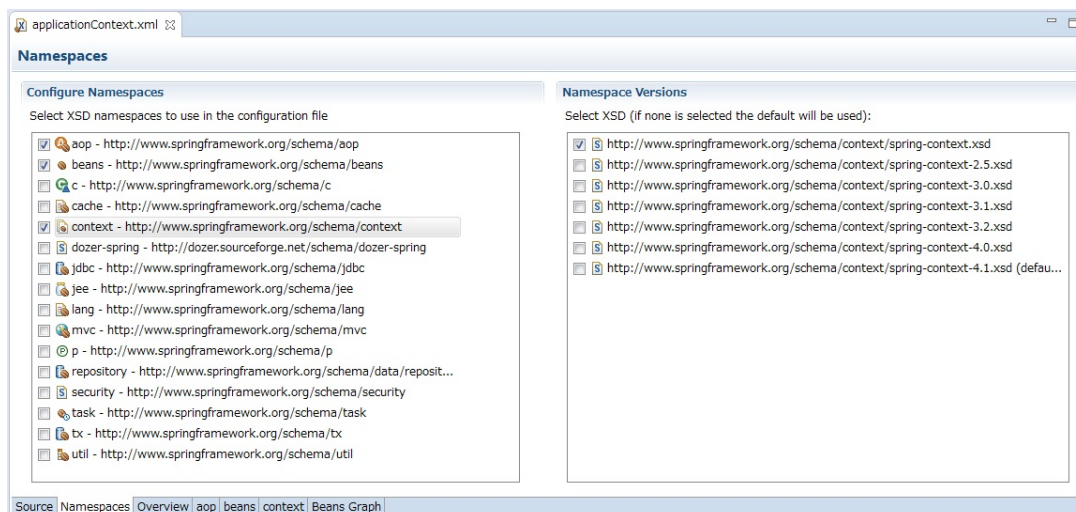 applicationContext.xml
Namespaces
Configure Namespaces
Select XSD namespaces to use in the configuration file
aop - http://www.springframework.org/schema/aop
beans - http://www.springframework.org/schema/beans
c - http://www.springframework.org/schema/c
cache - http://www.springframework.org/schema/cache
context - http://www.springframework.org/schema/context
dozer-spring - http://dozer.sourceforge.net/schema/dozer-spring
jdbc - http://www.springframework.org/schema/jdbc
jee - http://www.springframework.org/schema/jee
lang - http://www.springframework.org/schema/lang
mvc - http://www.springframework.org/schema/mvc
p - http://www.springframework.org/schema/p
repository - http://www.springframework.org/schema/data/reposit...
security - http://www.springframework.org/schema/security
task - http://www.springframework.org/schema/task
tx - http://www.springframework.org/schema/tx
util - http://www.springframework.org/schema/util
Namespace Versions
Select XSD (if none is selected the default will be used):
http://www.springframework.org/schema/context/spring-context.xsd
http://www.springframework.org/schema/context/spring-context-2.5.xsd
http://www.springframework.org/schema/context/spring-context-3.0.xsd
http://www.springframework.org/schema/context/spring-context-3.1.xsd
http://www.springframework.org/schema/context/spring-context-3.2.xsd
http://www.springframework.org/schema/context/spring-context-4.0.xsd
http://www.springframework.org/schema/context/spring-context-4.1.xsd (defau...
Source Namespaces Overview aop beans context Beans Graph